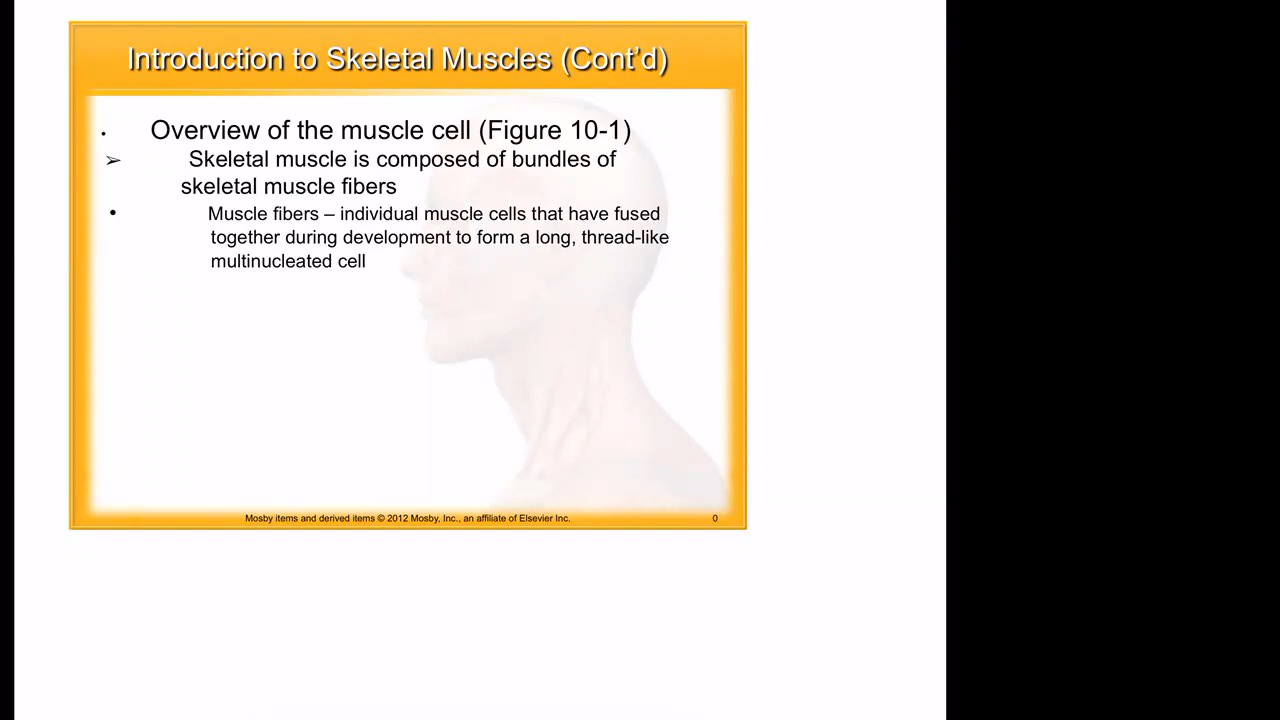 Introduction to Skeletal Muscles (Cont’d)
• Overview of the muscle cell (Figure 10-1)
➢ Skeletal muscle is composed of bundles of
skeletal muscle fibers
• Muscle fibers – individual muscle cells that have fused
together during development to form a long, thread-like
multinucleated cell
Mosby items and derived items © 2012 Mosby, Inc., an affiliate of Elsevier Inc. 0